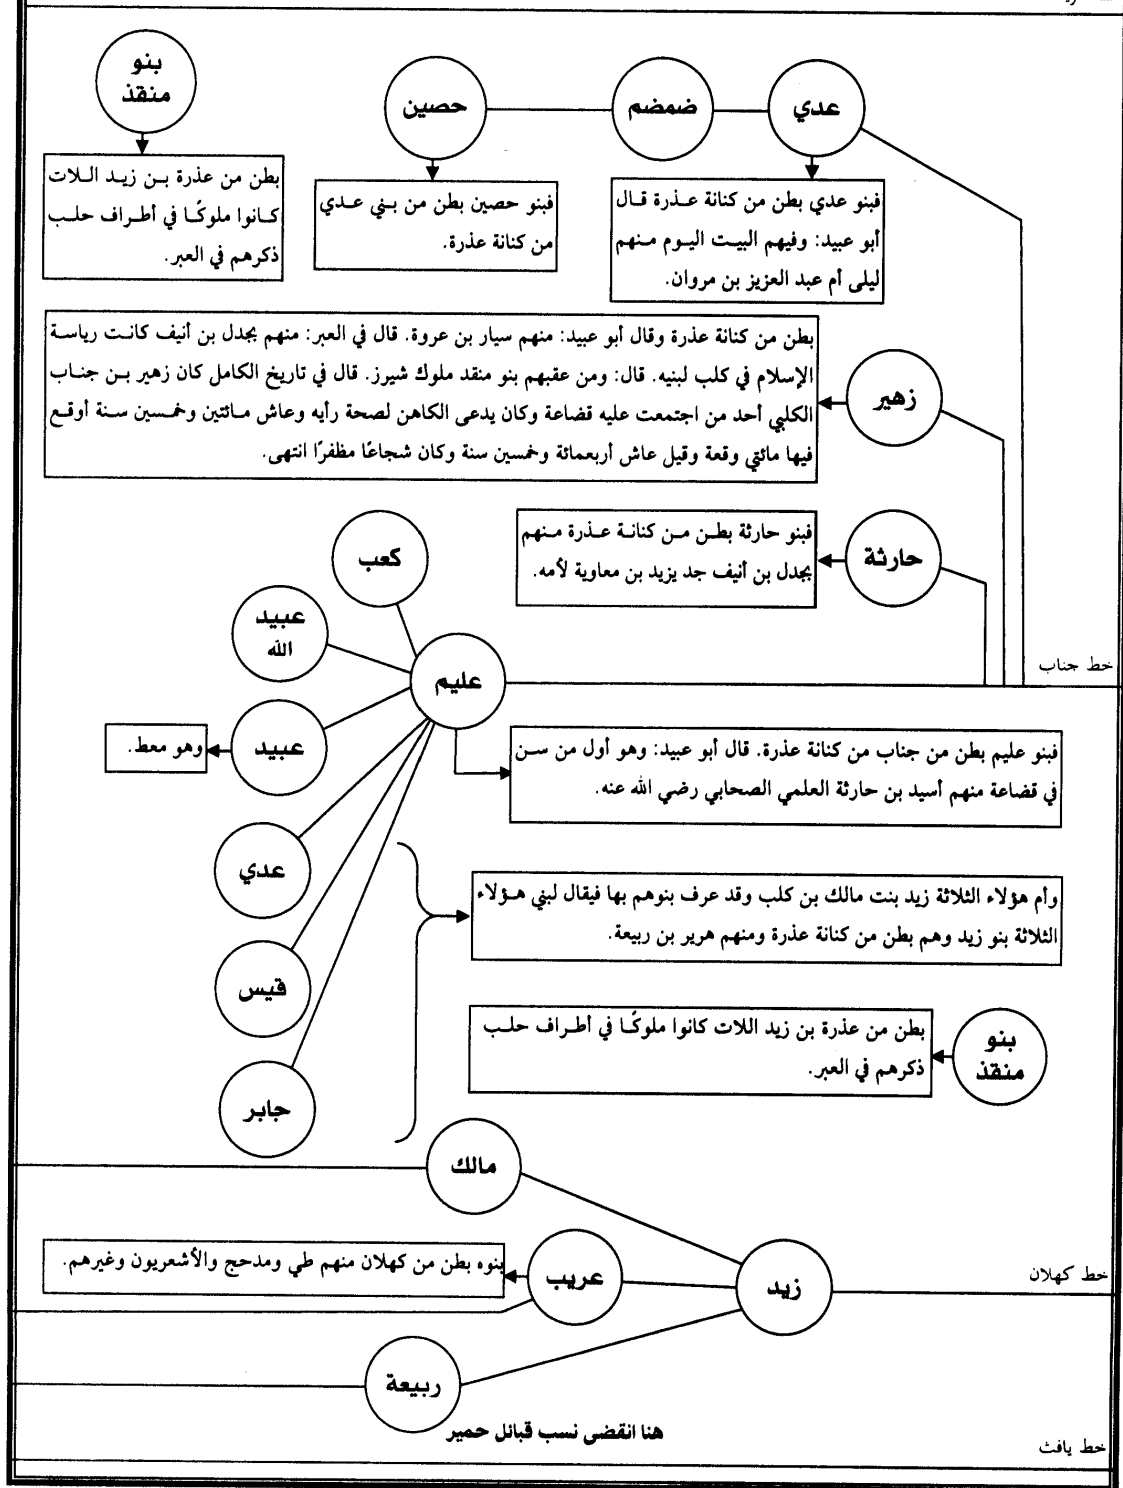 بنو
منقذ
عدي
ضمضم
حصين
بطن من عذرة بن زيد اللات
كانوا ملوكًا في أطراف حلب
ذكرهم في العبر.
فبنو عدي بطن من كنانة عذرة قال
أبو عبيد: وفيهم البيت اليوم منهم
ليلى أم عبد العزيز بن مروان.
فبنو حصين بطن من بني عدي
من كنانة عذرة.
زهير
بطن من كنانة عذرة وقال أبو عبيد: منهم سيار بن عروة. قال في العبر: منهم بجدل بن أنيف كانت رياسة
الإسلام في كلب لبنيه. قال: ومن عقبهم بنو منقد ملوك شيرز. قال في تاريخ الكامل كان زهير بن جناب
الكلبي أحد من اجتمعت عليه قضاعة وكان يدعى الكاهن لصحة رأيه وعاش مائتين وخمسين سنة أوقع
فيها مائتي وقعة وقيل عاش أربعمائة وخمسين سنة وكان شجاعًا مظفرًا انتهى.
حارثة
فبنو حارثة بطن من كنانة عذرة منهم
بجدل بن أنيف جد يزيد بن معاوية لأمه.
كعب
عبيد
الله
خط جناب
عليم
عبيد
وهو معط.
فبنو عليم بطن من جناب من كنانة عذرة. قال أبو عبيد: وهو أول من سن
في قضاعة منهم أسيد بن حارثة العلمي الصحابي رضي الله عنه.
عدي
وأم هؤلاء الثلاثة زيد بنت مالك بن كلب وقد عرف بنوهم بها فيقال لبني هؤلاء
الثلاثة بنو زيد وهم بطن من كنانة عذرة ومنهم هرير بن ربيعة.
قيس
بنو
منقذ
بطن من عذرة بن زيد اللات كانوا ملوكًا في أطراف حلب
ذكرهم في العبر.
جابر
مالك
خط كهلان
زيد
عريب
بنوه بطن من كهلان منهم طي ومدحج والأشعريون وغيرهم.
ربيعة
هنا انقضى نسب قبائل حمير
خط يافث